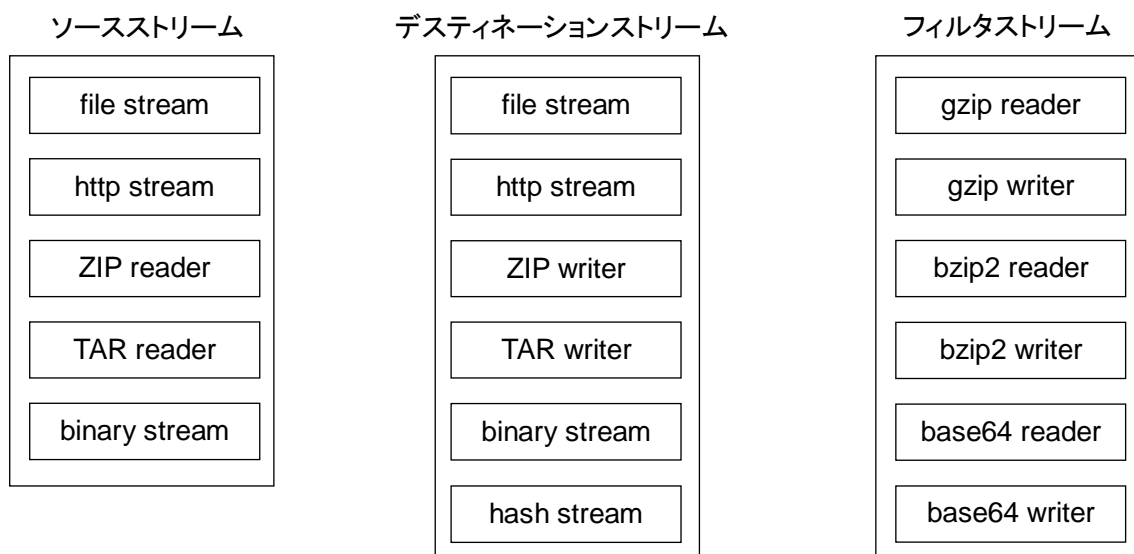 ソースストリーム
file stream
http stream
ZIP reader
TAR reader
binary stream
デスティネーションストリーム
file stream
http stream
ZIP writer
TAR writer
binary stream
hash stream
フィルタストリーム
gzip reader
gzip writer
bzip2 reader
bzip2 writer
base64 reader
base64 writer